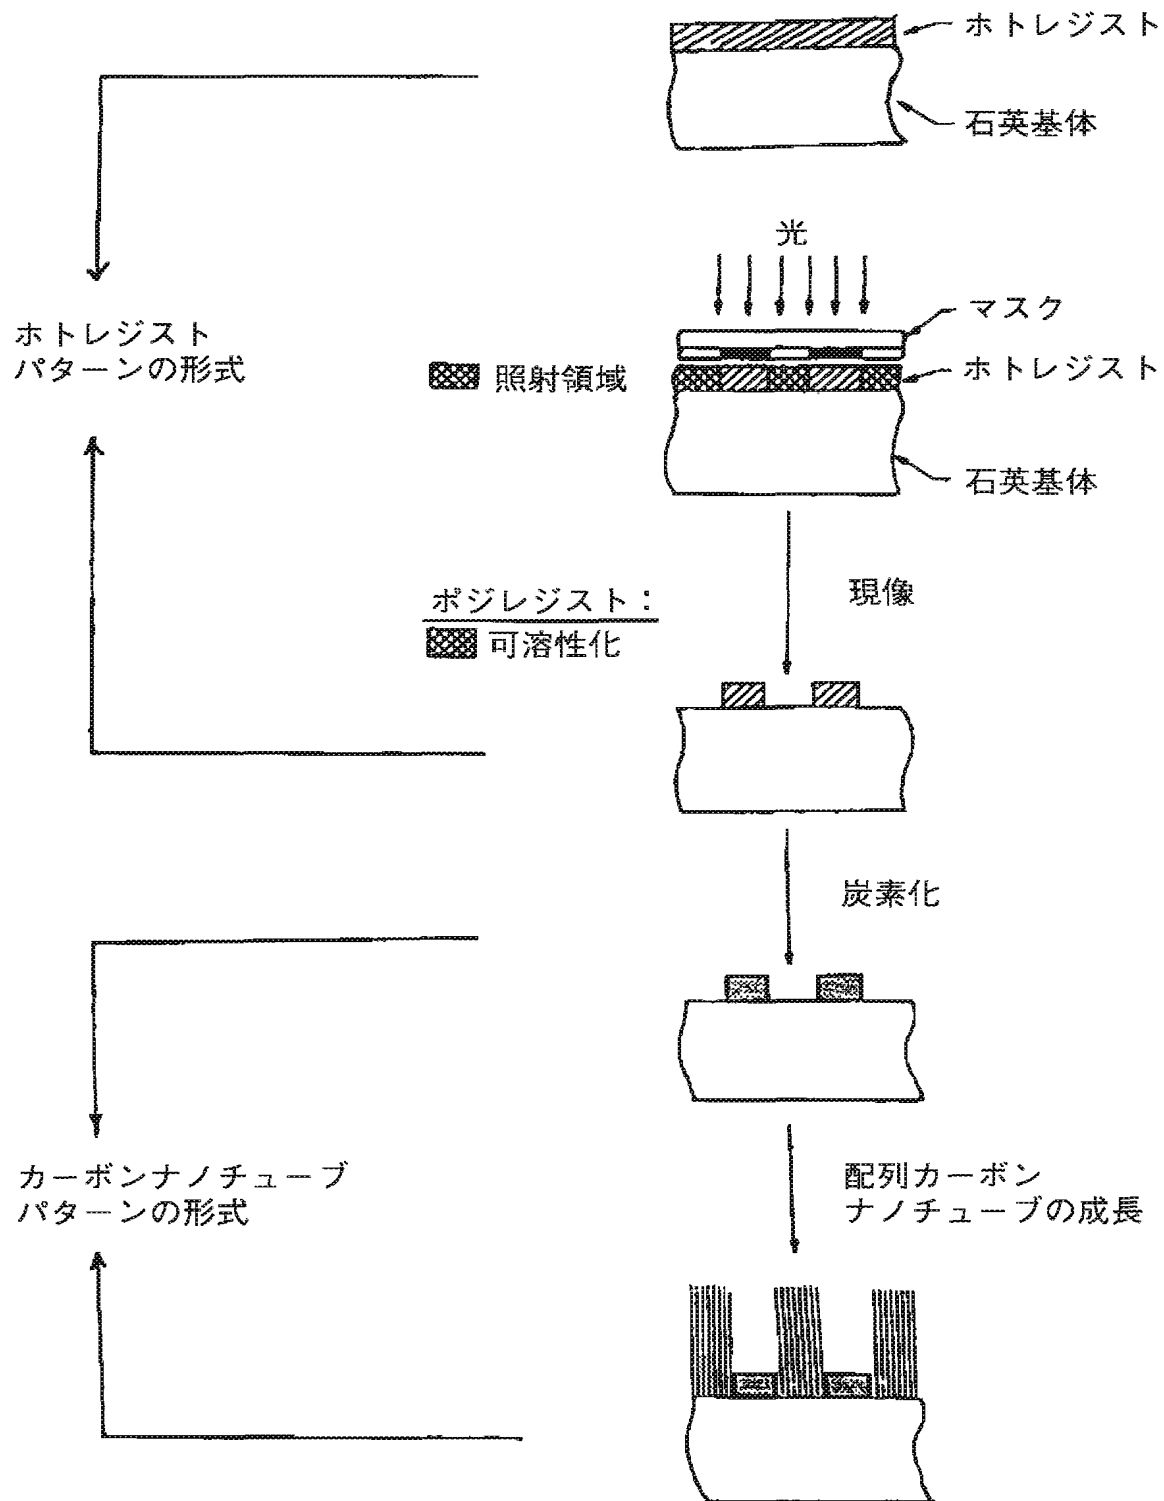 ホトレジスト
石英基体
光
マスク
ホトレジスト
パターンの形式
照射領域
ホトレジスト
石英基体
現像
ポジレジスト：
可溶性化
炭素化
カーボンナノチューブ
パターンの形式
配列カーボン
ナノチューブの成長